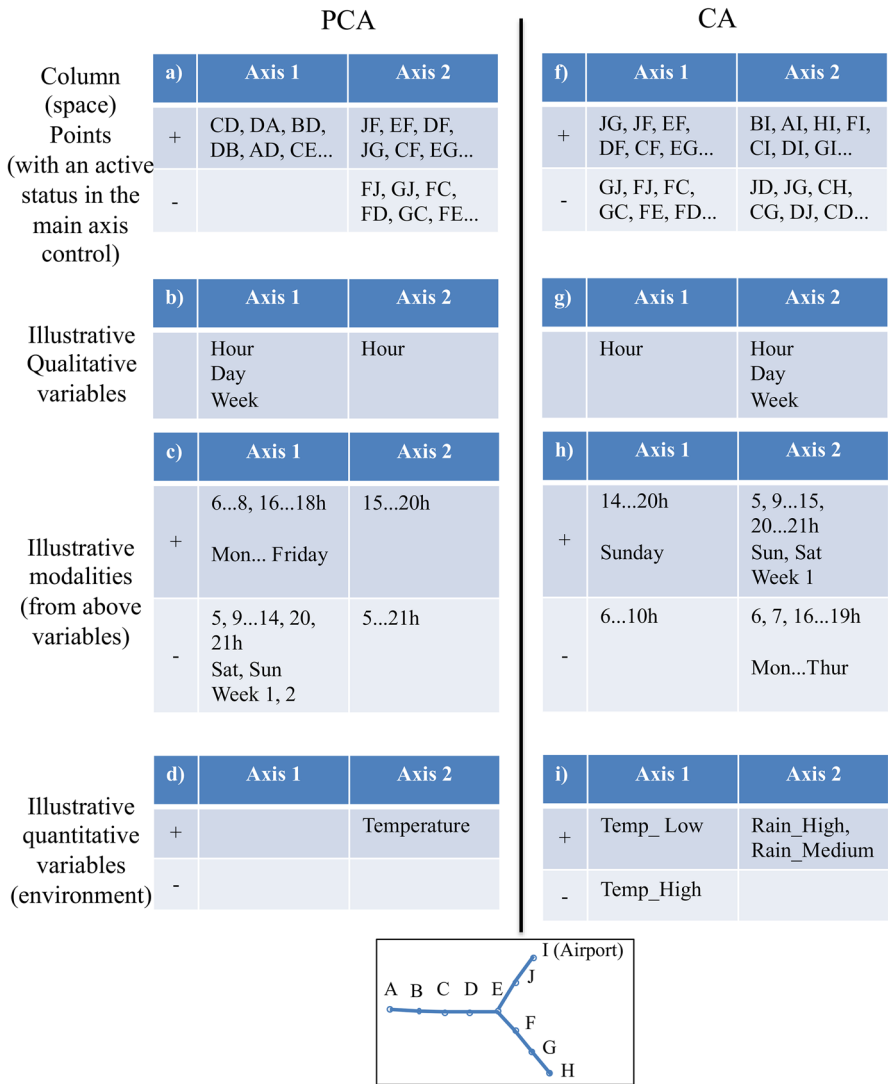 PCA
CA
Column
(space)
Points
(with an active
status in the
main axis
control)
a) Axis 1 Axis 2
+ CD, DA, BD, JF, EF, DF,
DB, AD, CE... JG, CF, EG...
- FJ, GJ, FC,
FD, GC, FE...
f) Axis 1 Axis 2
+ JG, JF, EF, BI, AI, HI, FI,
DF, CF, EG... CI, DI, GI...
- GJ, FJ, FC, JD, JG, CH,
GC, FE, FD... CG, DJ, CD...
Illustrative
Qualitative
variables
b) Axis 1 Axis 2
Hour Hour
Day
Week
g) Axis 1 Axis 2
Hour Hour
Day
Week
Illustrative
modalities
(from above
variables)
c) Axis 1 Axis 2
+ 6...8, 16...18h 15...20h
Mon... Friday
- 5, 9...14, 20, 5...21h
21h
Sat, Sun
Week 1, 2
h) Axis 1 Axis 2
+ 14...20h 5, 9...15,
20...21h
Sunday Sun, Sat
Week 1
- 6...10h 6, 7, 16...19h
Mon...Thur
Illustrative
quantitative
variables
(environment)
d) Axis 1 Axis 2
+ Temperature
-
i) Axis 1 Axis 2
+ Temp_ Low Rain_High,
Rain_Medium
- Temp_High
I (Airport)
J
A B C D E
F
G
H